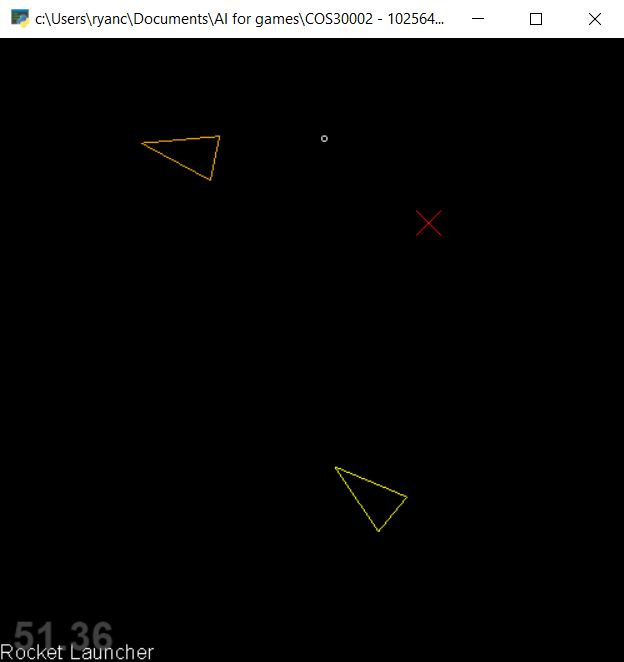 c:\Users\ryanc\Documents\AI for games\COS30002 - 102564...
51.36
Rocket Launcher